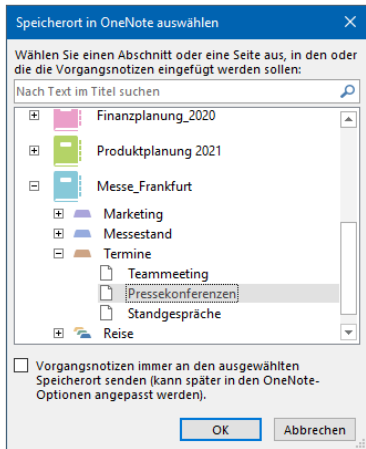 Speicherort in OneNote auswählen
Wählen Sie einen Abschnitt oder eine Seite aus, in den oder
die die Vorgangsnotizen eingefügt werden sollen:
Nach Text im Titel suchen
Finanzplanung_2020
Produktplanung 2021
Messe_Frankfurt
Marketing
Messestand
Termine
Teammeeting
Pressekonferenzen
Standgespräche
Reise
Vorgangsnotizen immer an den ausgewählten
Speicherort senden (kann später in den OneNote-
Optionen angepasst werden).
OK Abbrechen